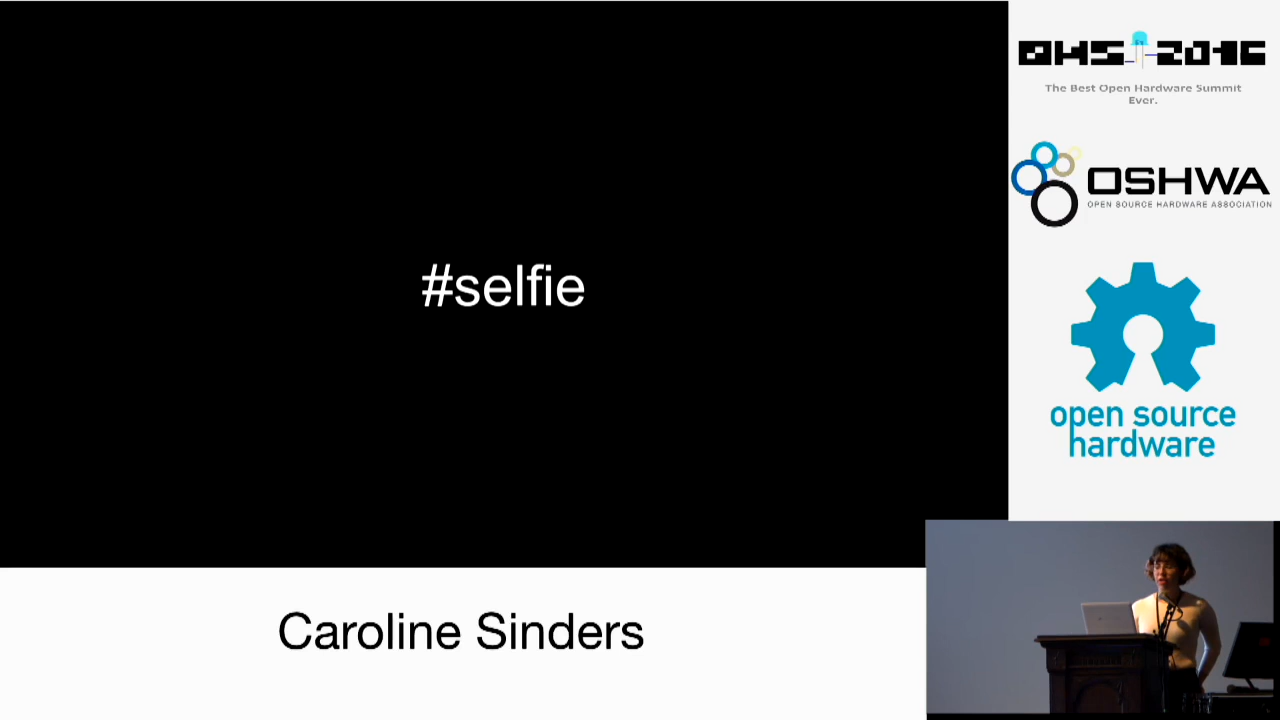 #selfie
Caroline Sinders
OHS 2016
The Best Open Hardware Summit
Ever.
OSHWA
OPEN SOURCE HARDWARE ASSOCIATION
open source
hardware